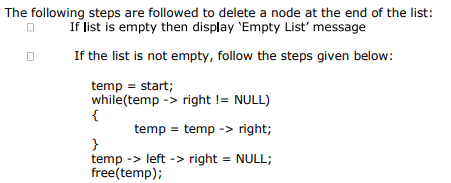 The following steps are followed to delete a node at the end of the list:
If list is empty then display ‘Empty List’ message
If the list is not empty, follow the steps given below:
temp = start;
while(temp -> right != NULL)
{
temp = temp -> right;
}
temp -> left -> right = NULL;
free(temp);